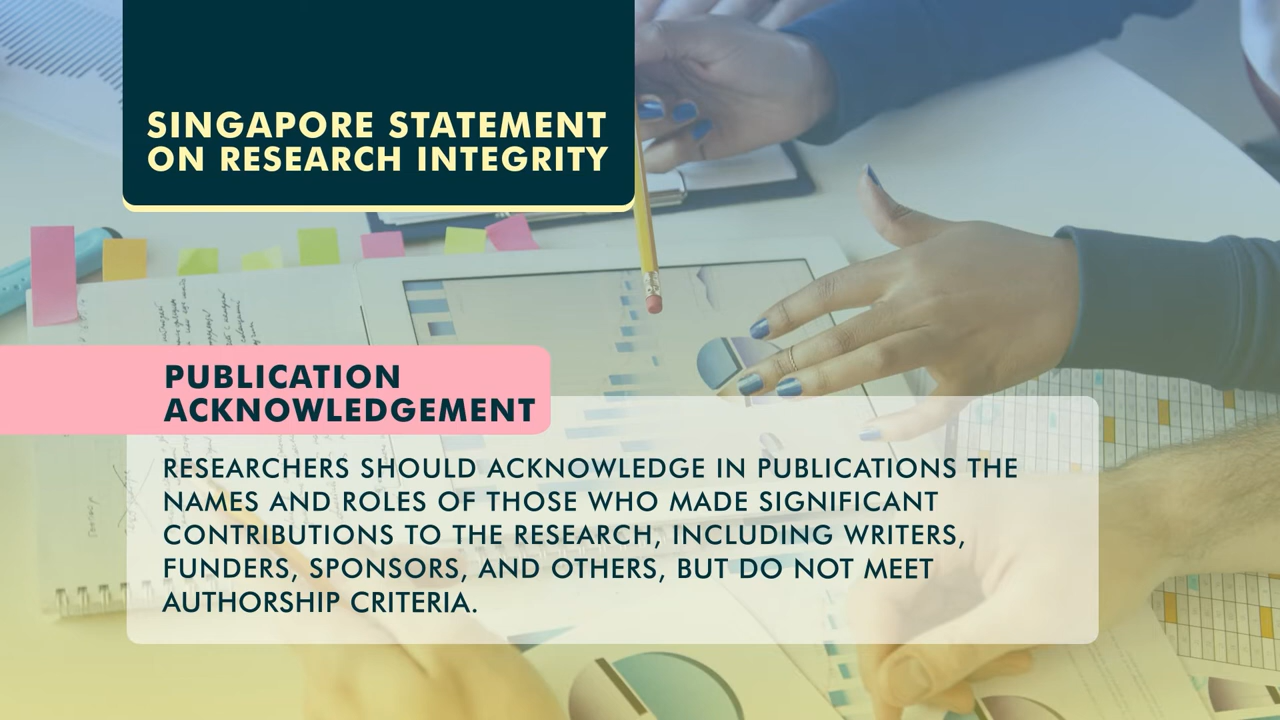 SINGAPORE STATEMENT
ON RESEARCH INTEGRITY
PUBLICATION
ACKNOWLEDGEMENT
RESEARCHERS SHOULD ACKNOWLEDGE IN PUBLICATIONS THE
NAMES AND ROLES OF THOSE WHO MADE SIGNIFICANT
CONTRIBUTIONS TO THE RESEARCH, INCLUDING WRITERS,
FUNDERS, SPONSORS, AND OTHERS, BUT DO NOT MEET
AUTHORSHIP CRITERIA.